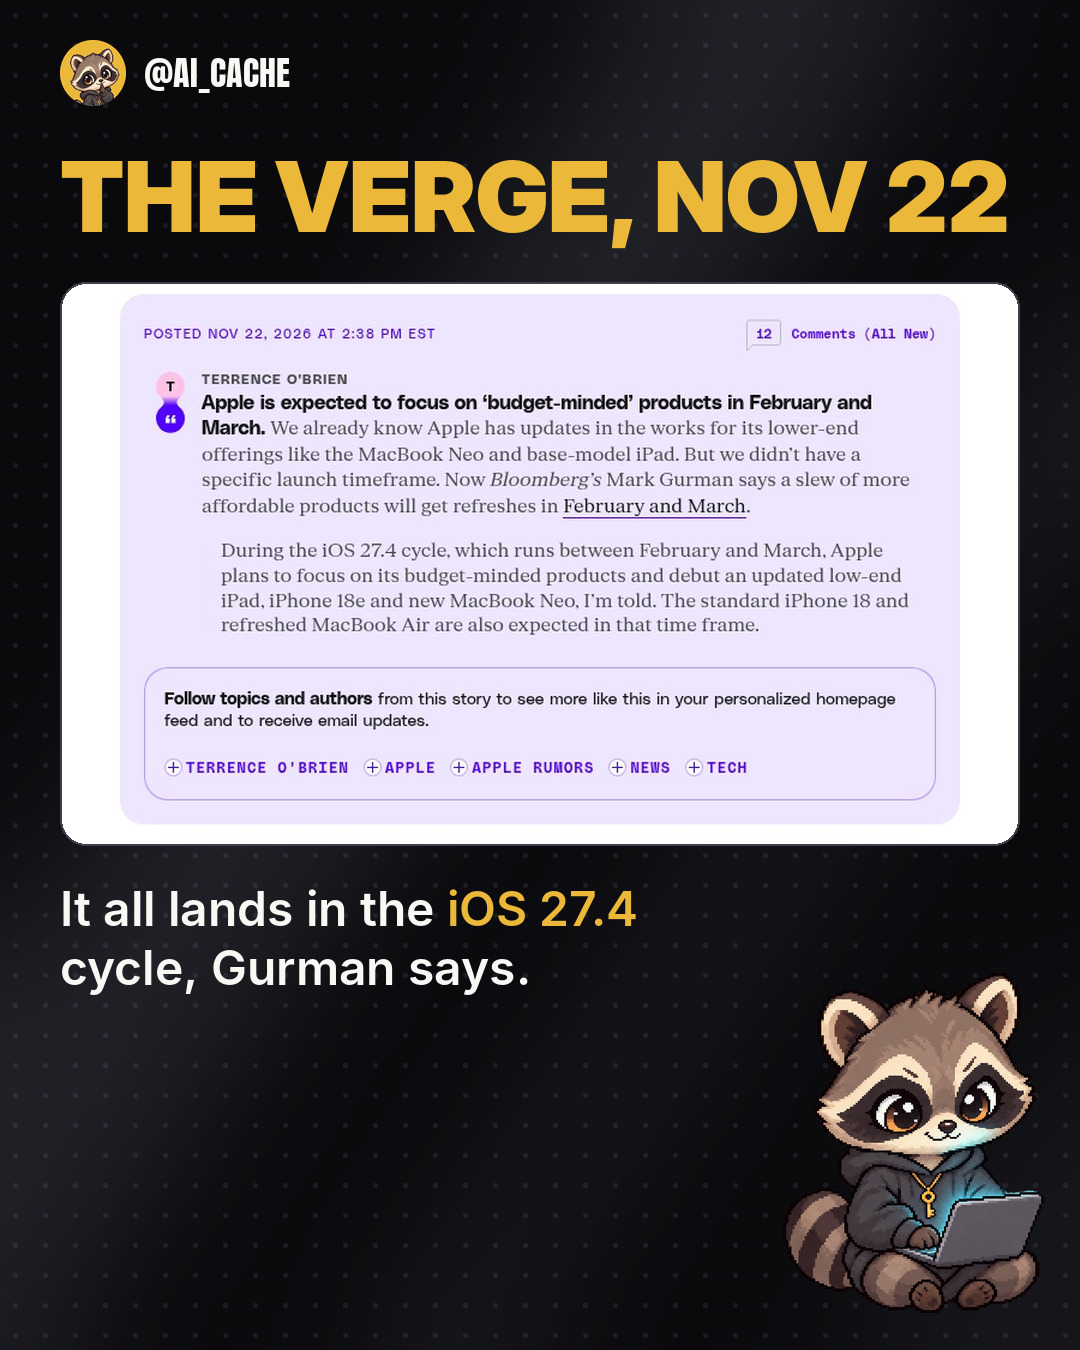 @AI_CACHE
THE VERGE, NOV 22
POSTED NOV 22, 2026 AT 2:38 PM EST
12 Comments (All New)
T
TERRENCE O'BRIEN
“
Apple is expected to focus on ‘budget-minded’ products in February and
March. We already know Apple has updates in the works for its lower-end
offerings like the MacBook Neo and base-model iPad. But we didn’t have a
specific launch timeframe. Now Bloomberg’s Mark Gurman says a slew of more
affordable products will get refreshes in February and March.
During the iOS 27.4 cycle, which runs between February and March, Apple
plans to focus on its budget-minded products and debut an updated low-end
iPad, iPhone 18e and new MacBook Neo, I’m told. The standard iPhone 18 and
refreshed MacBook Air are also expected in that time frame.
Follow topics and authors from this story to see more like this in your personalized homepage
feed and to receive email updates.
TERRENCE O'BRIEN APPLE APPLE RUMORS NEWS TECH
It all lands in the iOS 27.4
cycle, Gurman says.